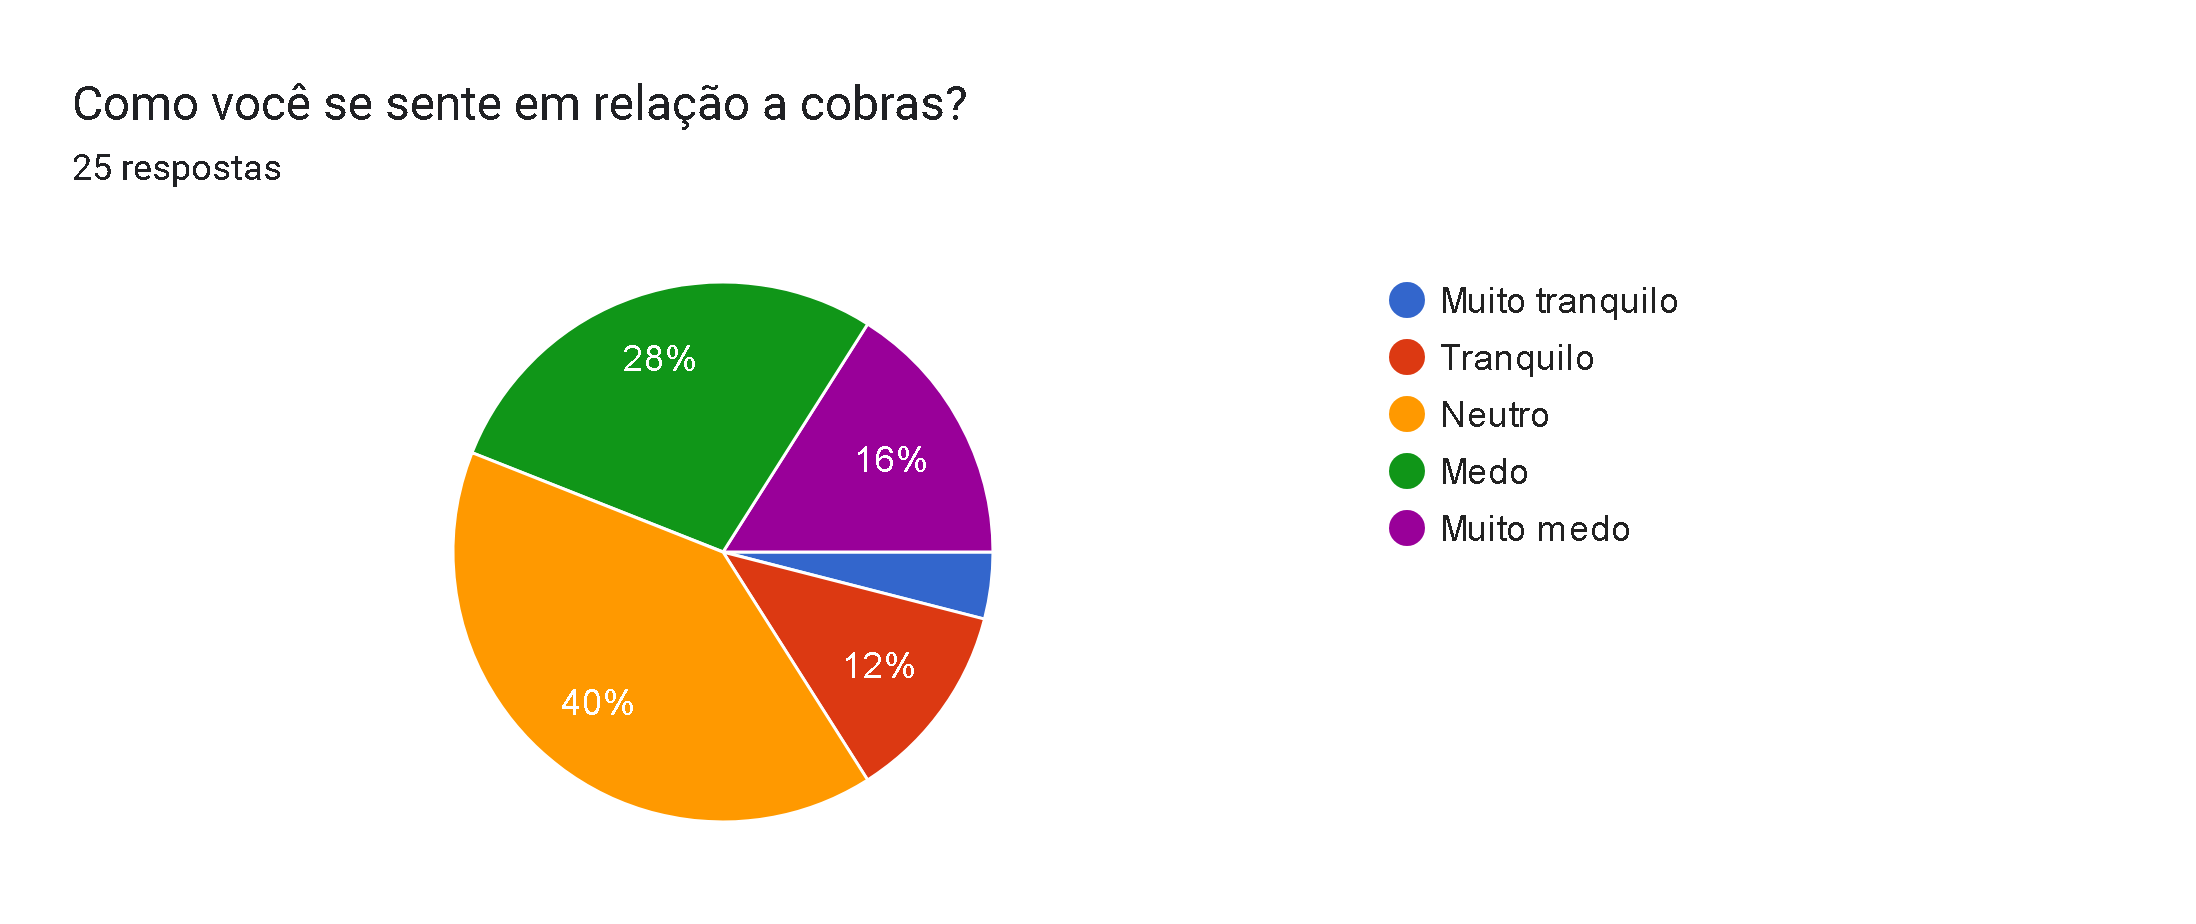 Como você se sente em relação a cobras?
25 respostas
28%
16%
12%
40%
Muito tranquilo
Tranquilo
Neutro
Medo
Muito medo